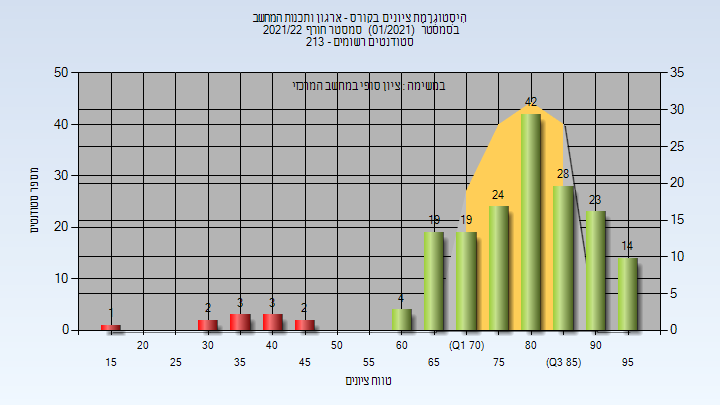 היסטוגרמת ציונים בקורס - ארגון ותכנות המחשב
בסמסטר (01/2021) סמסטר חורף 2021/22
סטודנטים רשומים - 213
במשימה : ציון סופי במחשב המרכזי
מספר סטודנטים
50 40 30 20 10 0
35 30 25 20 15 10 5 0
1 2 3 3 2 4 19 19 24 42 28 23 14
20 30 40 50 60 (Q1 70) 80 90
15 25 35 45 55 65 75 (Q3 85) 95
טווח ציונים